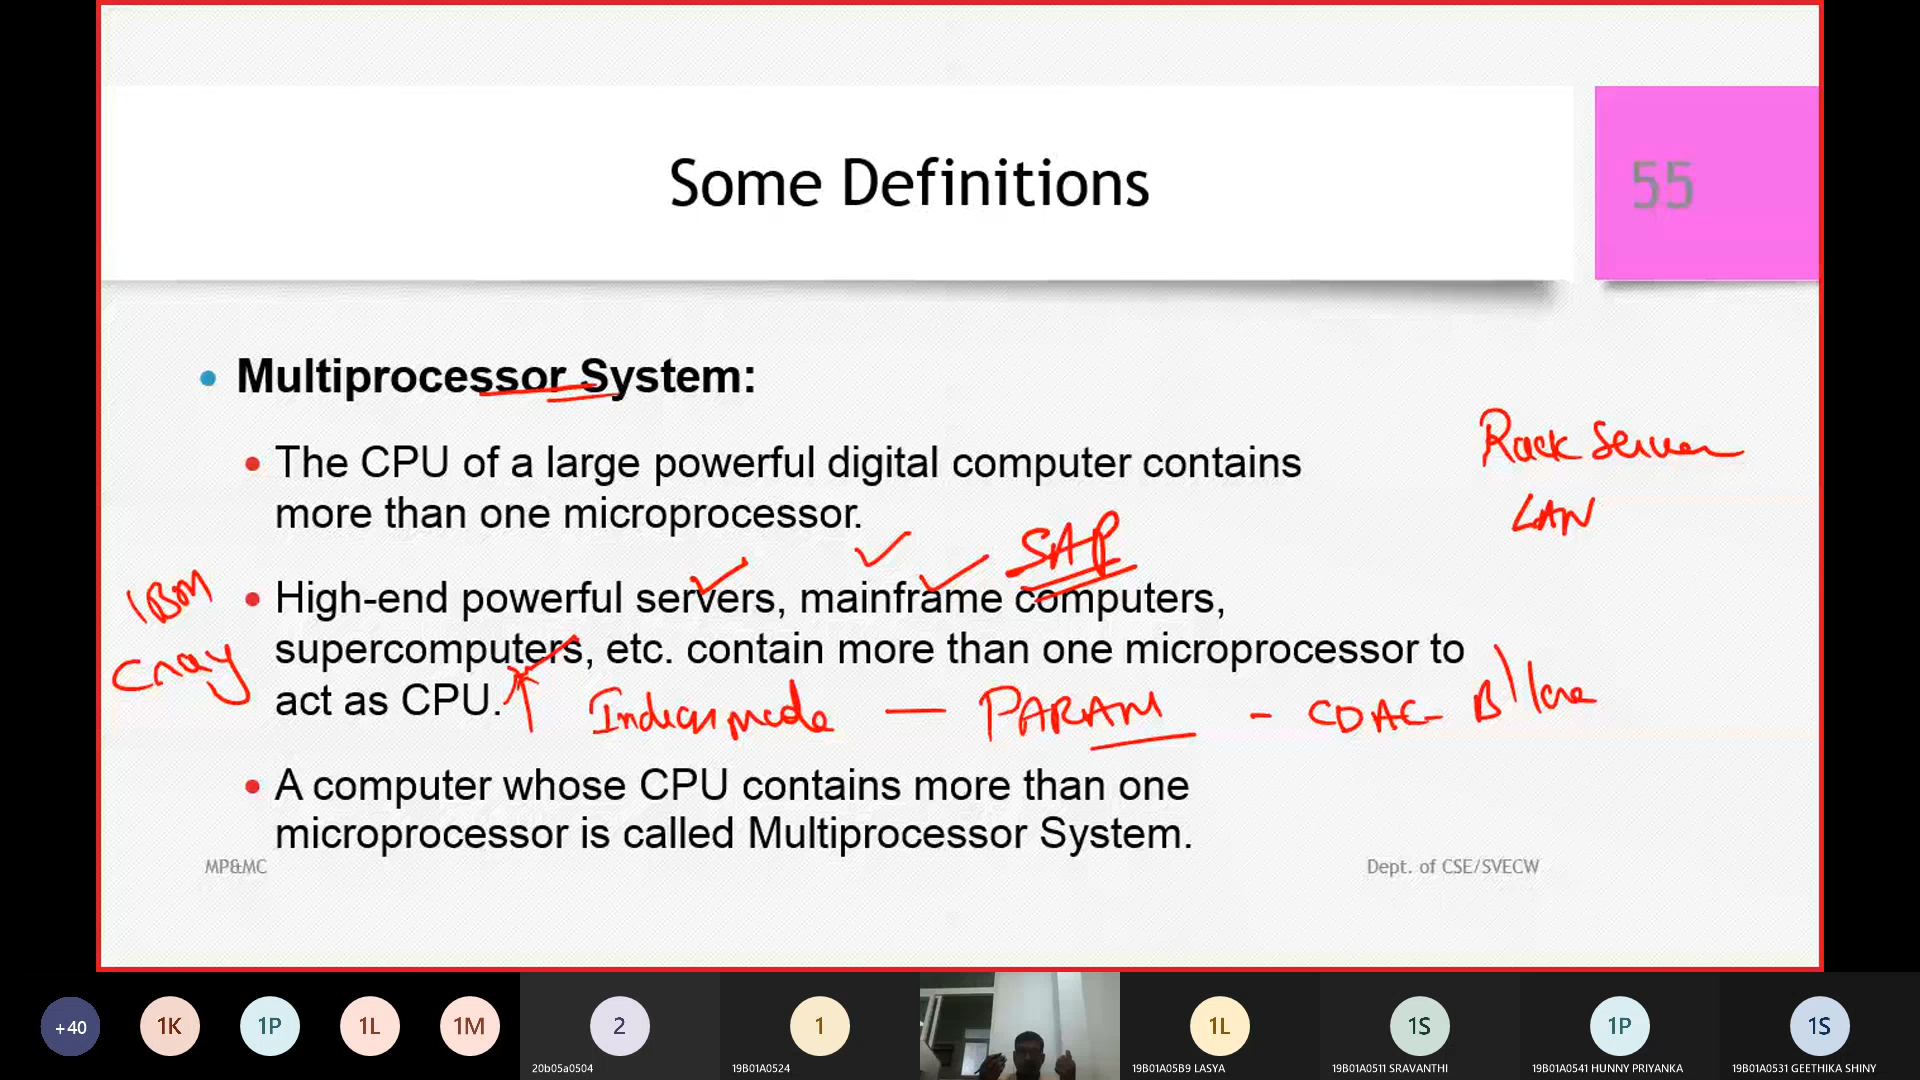 Some Definitions
55
Multiprocessor System:
The CPU of a large powerful digital computer contains
more than one microprocessor.
Rack Server
LAN
SAP
IBM
Cray
High-end powerful servers, mainframe computers,
supercomputers, etc. contain more than one microprocessor to
act as CPU.
Indian made — PARAM - CDAC B'lore
A computer whose CPU contains more than one
microprocessor is called Multiprocessor System.
MP&MC
Dept. of CSE/SVECW
+40
1K
1P
1L
1M
2
20b05a0504
1
19B01A0524
1L
19B01A05B9 LASYA
1S
19B01A0511 SRAVANTHI
1P
19B01A0541 HUNNY PRIYANKA
1S
19B01A0531 GEETHIKA SHINY